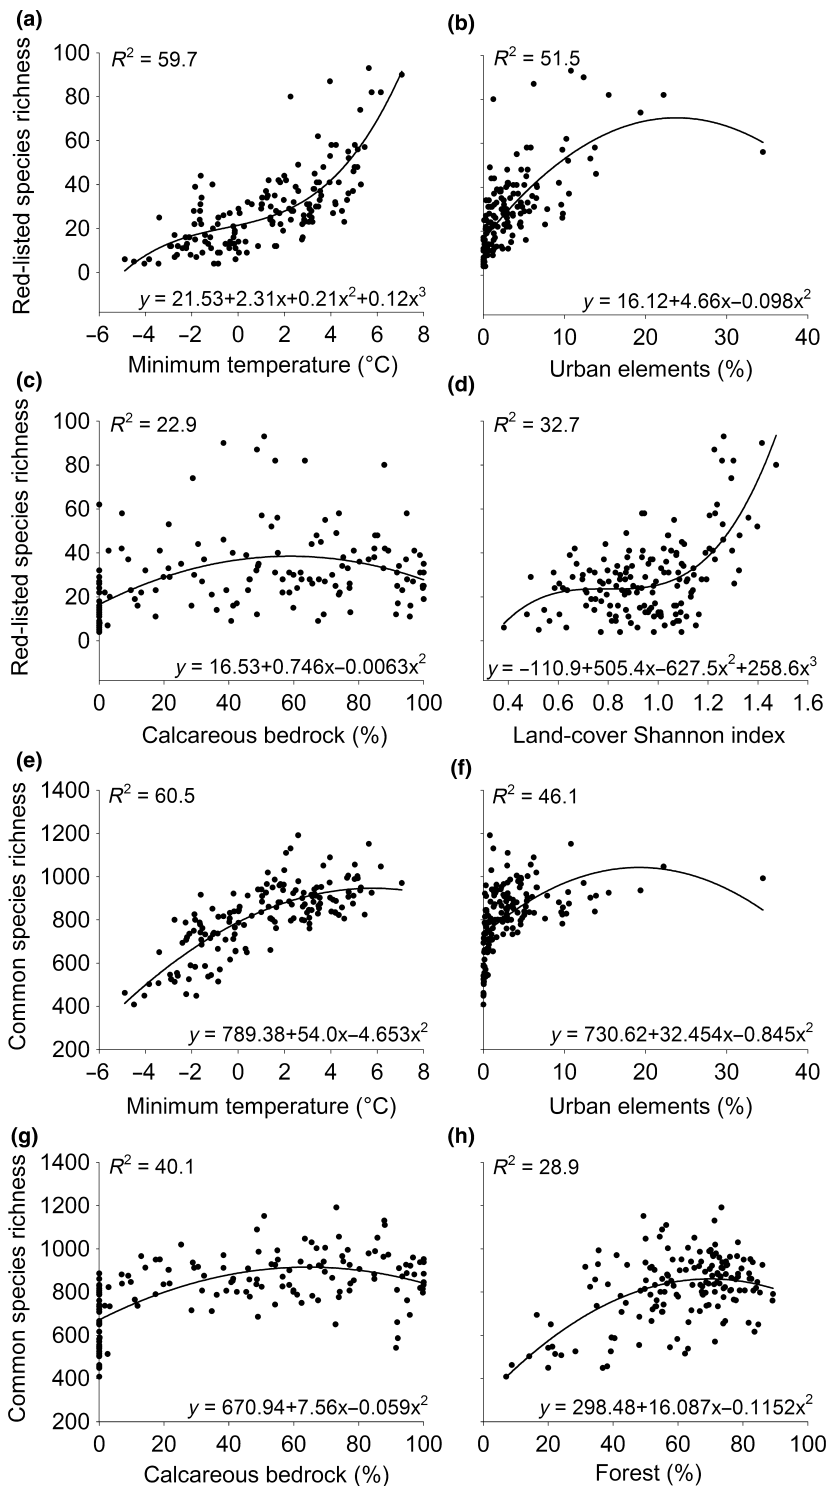 (a)
(b)
R² = 59.7
R² = 51.5
Red-listed species richness
100
80
60
40
20
0
y = 21.53+2.31x+0.21x²+0.12x³
y = 16.12+4.66x–0.098x²
–6 –4 –2 0 2 4 6 8
0 10 20 30 40
Minimum temperature (°C)
Urban elements (%)
(c)
(d)
R² = 22.9
R² = 32.7
Red-listed species richness
100
80
60
40
20
0
y = 16.53+0.746x–0.0063x²
y = –110.9+505.4x–627.5x²+258.6x³
0 20 40 60 80 100
0.4 0.6 0.8 1.0 1.2 1.4 1.6
Calcareous bedrock (%)
Land-cover Shannon index
(e)
(f)
R² = 60.5
R² = 46.1
Common species richness
1400
1200
1000
800
600
400
200
y = 789.38+54.0x–4.653x²
y = 730.62+32.454x–0.845x²
–6 –4 –2 0 2 4 6 8
0 10 20 30 40
Minimum temperature (°C)
Urban elements (%)
(g)
(h)
R² = 40.1
R² = 28.9
Common species richness
1400
1200
1000
800
600
400
200
y = 670.94+7.56x–0.059x²
y = 298.48+16.087x–0.1152x²
0 20 40 60 80 100
0 20 40 60 80 100
Calcareous bedrock (%)
Forest (%)